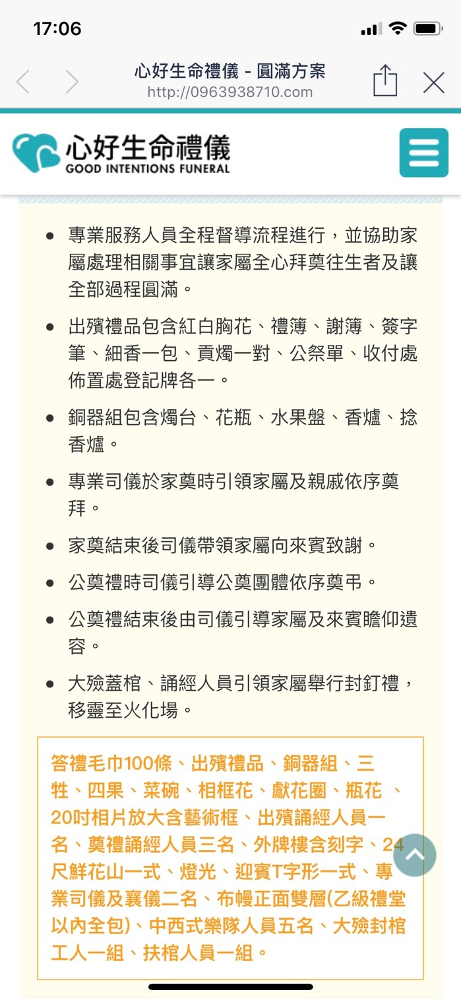 17:06
心好生命禮儀 - 圓滿方案
http://0963938710.com
心好生命禮儀
GOOD INTENTIONS FUNERAL
• 專業服務人員全程督導流程進行，並協助家
屬處理相關事宜讓家屬全心拜奠往生者及讓
全部過程圓滿。
• 出殯禮品包含紅白胸花、禮簿、謝簿、簽字
筆、細香一包、貢燭一對、公祭單、收付處
佈置處登記牌各一。
• 銅器組包含燭台、花瓶、水果盤、香爐、捻
香爐。
• 專業司儀於家奠時引領家屬及親戚依序奠
拜。
• 家奠結束後司儀帶領家屬向來賓致謝。
• 公奠禮時司儀引導公奠團體依序奠弔。
• 公奠禮結束後由司儀引導家屬及來賓瞻仰遺
容。
• 大殮蓋棺、誦經人員引領家屬舉行封釘禮，
移靈至火化場。
答禮毛巾100條、出殯禮品、銅器組、三
牲、四果、菜碗、相框花、獻花圈、瓶花 、
20吋相片放大含藝術框、出殯誦經人員一
名、奠禮誦經人員三名、外牌樓含刻字、24
尺鮮花山一式、燈光、迎賓T字形一式、專
業司儀及襄儀二名、布幔正面雙層(乙級禮堂
以內全包)、中西式樂隊人員五名、大殮封棺
工人一組、扶棺人員一組。